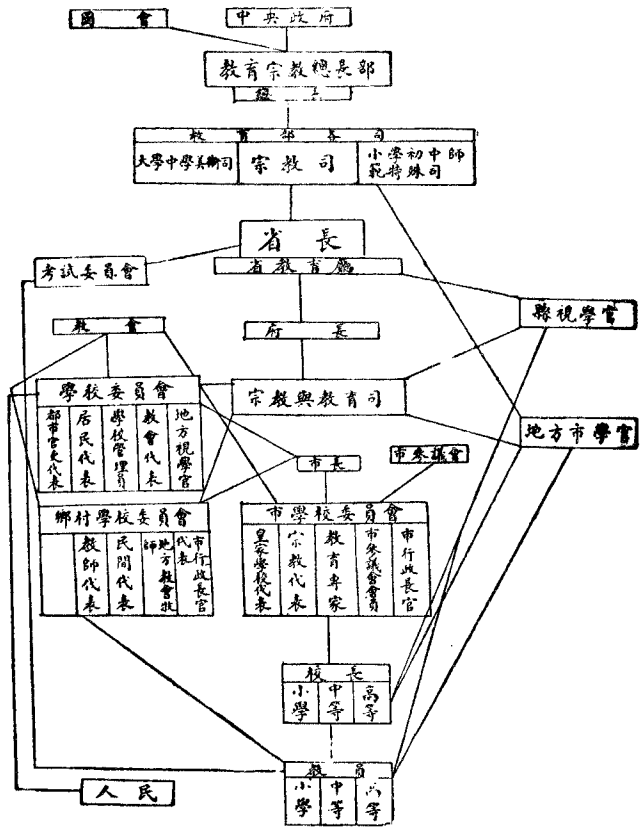 國會
中央政府
教育宗教總長部
總長
教育部各司
大學中學美術司
宗教司
小學初中師範特殊司
省長
省教育廳
考試委員會
縣視學官
教會
府長
學校委員會
都市官吏代表
居民代表
學校管理員
教會代表
地方視學官
宗教與教育司
地方市學官
市長
市參議會
鄉村學校委員會
教師代表
民間代表
地方教會牧師
市行政長官代表
市學校委員會
皇家學校代表
宗教代表
教育專家
市參議會會員
市行政長官
校長
小學
中等
高等
教員
小學
中等
高等
人民